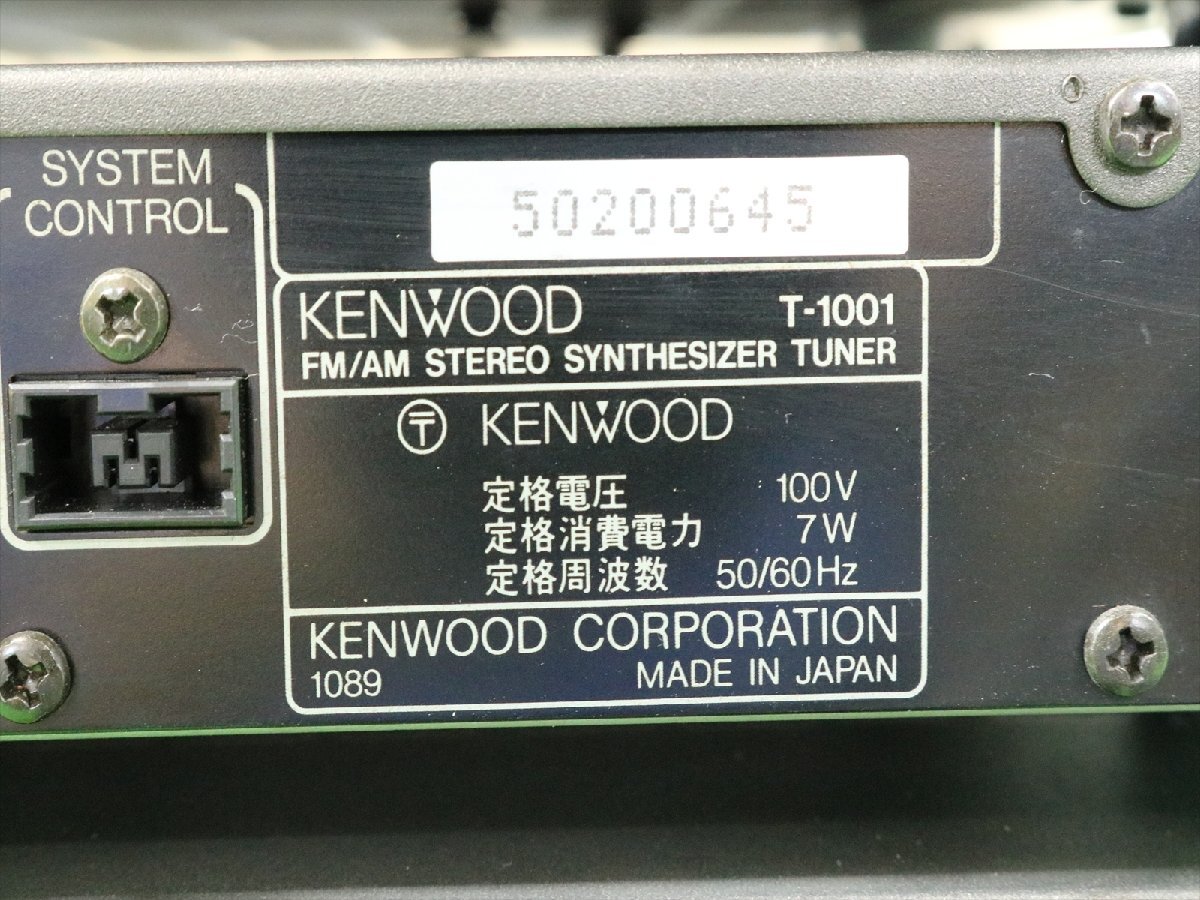 SYSTEM
CONTROL
50200645
KENWOOD T-1001
FM/AM STEREO SYNTHESIZER TUNER
〒 KENWOOD
定格電圧 100V
定格消費電力 7W
定格周波数 50/60Hz
KENWOOD CORPORATION
1089 MADE IN JAPAN